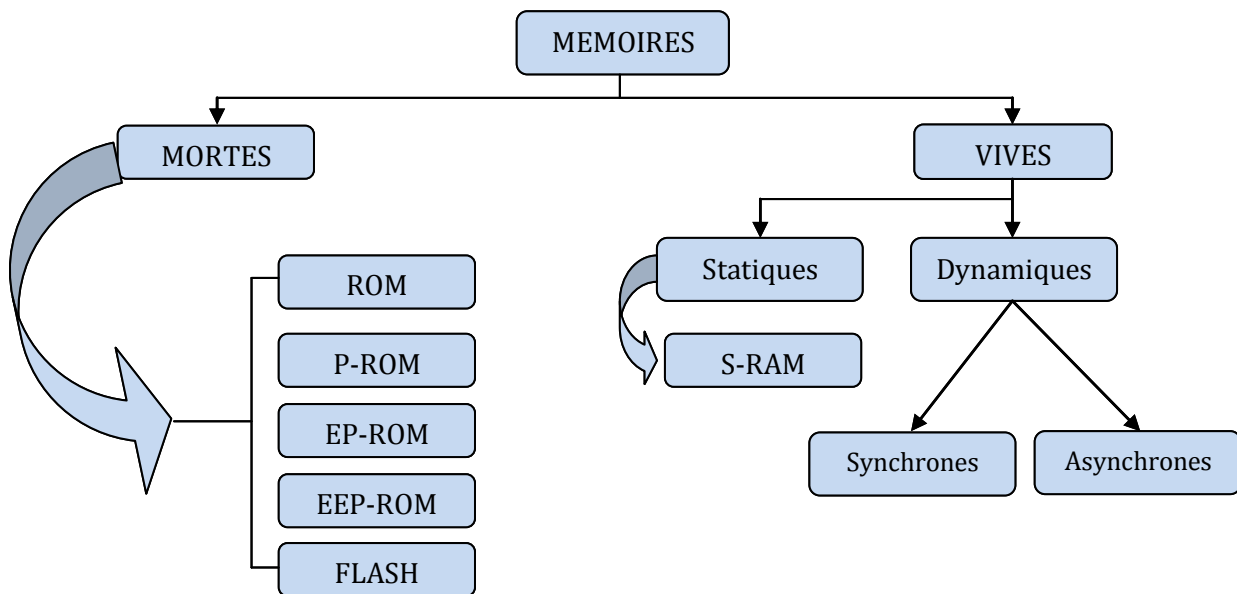 MEMOIRES
MORTES
VIVES
Statiques
Dynamiques
ROM
P-ROM
S-RAM
EP-ROM
Synchrones
Asynchrones
EEP-ROM
FLASH